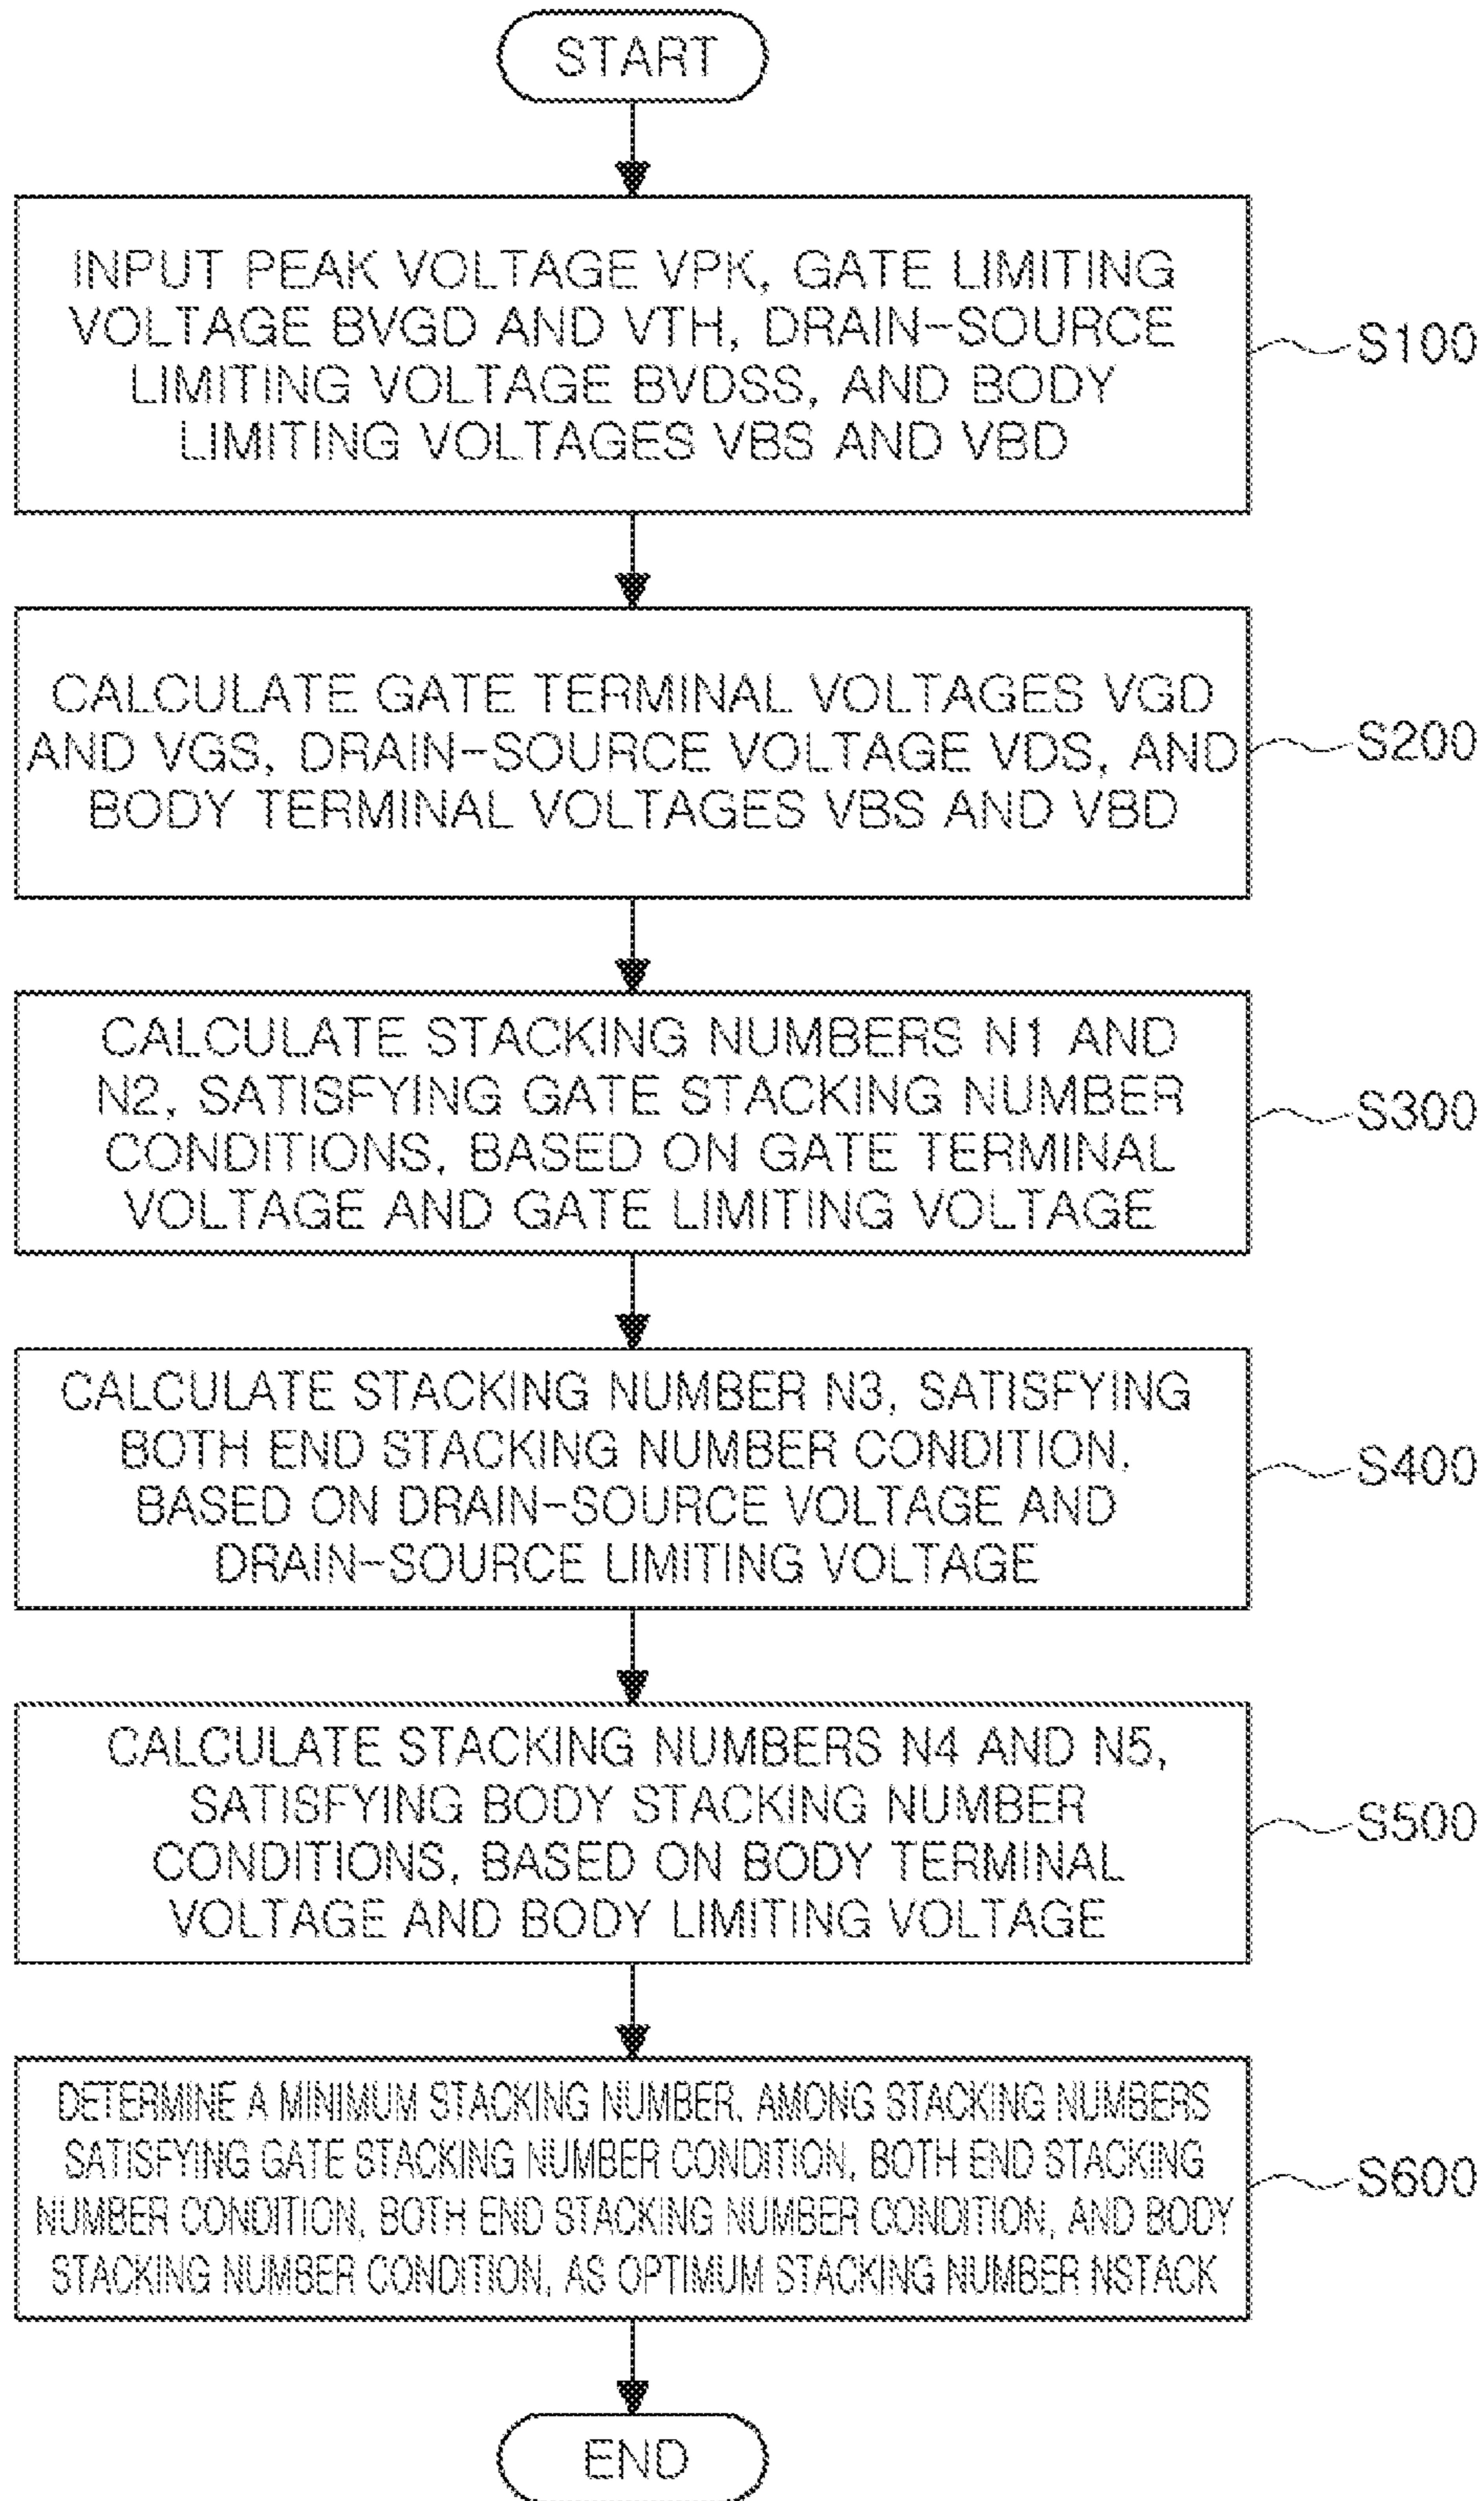 START
INPUT PEAK VOLTAGE VPK, GATE LIMITING
VOLTAGE BVGD AND VTH, DRAIN-SOURCE
LIMITING VOLTAGE BVDSS, AND BODY
LIMITING VOLTAGES VBS AND VBD
S100
CALCULATE GATE TERMINAL VOLTAGES VGD
AND VGS, DRAIN-SOURCE VOLTAGE VDS, AND
BODY TERMINAL VOLTAGES VBS AND VBD
S200
CALCULATE STACKING NUMBERS N1 AND
N2, SATISFYING GATE STACKING NUMBER
CONDITIONS, BASED ON GATE TERMINAL
VOLTAGE AND GATE LIMITING VOLTAGE
S300
CALCULATE STACKING NUMBER N3, SATISFYING
BOTH END STACKING NUMBER CONDITION,
BASED ON DRAIN-SOURCE VOLTAGE AND
DRAIN-SOURCE LIMITING VOLTAGE
S400
CALCULATE STACKING NUMBERS N4 AND N5,
SATISFYING BODY STACKING NUMBER
CONDITIONS, BASED ON BODY TERMINAL
VOLTAGE AND BODY LIMITING VOLTAGE
S500
DETERMINE A MINIMUM STACKING NUMBER, AMONG STACKING NUMBERS
SATISFYING GATE STACKING NUMBER CONDITION, BOTH END STACKING
NUMBER CONDITION, BOTH END STACKING NUMBER CONDITION, AND BODY
STACKING NUMBER CONDITION, AS OPTIMUM STACKING NUMBER NSTACK
S600
END